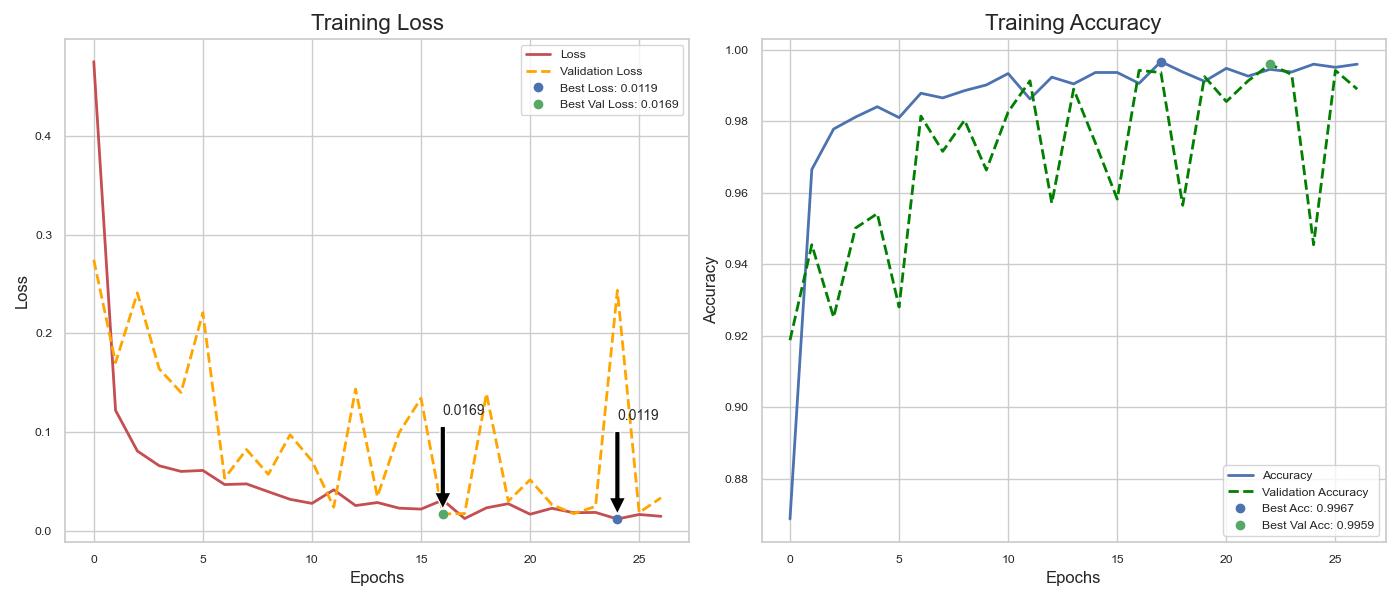 Training Loss
Loss
Validation Loss
Best Loss: 0.0119
Best Val Loss: 0.0169
0.4
0.3
0.2
0.1
0.0
Loss
0.0169
0.0119
0 5 10 15 20 25
Epochs
Training Accuracy
1.00
0.98
0.96
0.94
0.92
0.90
0.88
Accuracy
Accuracy
Validation Accuracy
Best Acc: 0.9967
Best Val Acc: 0.9959
0 5 10 15 20 25
Epochs